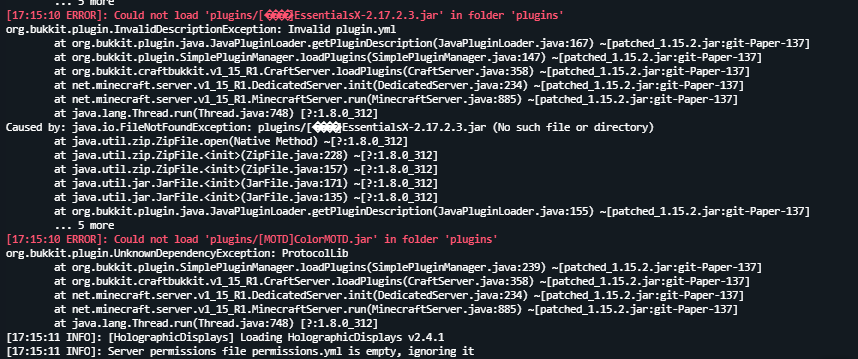 ... 5 more
[17:15:10 ERROR]: Could not load 'plugins/[����]EssentialsX-2.17.2.3.jar' in folder 'plugins'
org.bukkit.plugin.InvalidDescriptionException: Invalid plugin.yml
at org.bukkit.plugin.java.JavaPluginLoader.getPluginDescription(JavaPluginLoader.java:167) ~[patched_1.15.2.jar:git-Paper-137]
at org.bukkit.plugin.SimplePluginManager.loadPlugins(SimplePluginManager.java:147) ~[patched_1.15.2.jar:git-Paper-137]
at org.bukkit.craftbukkit.v1_15_R1.CraftServer.loadPlugins(CraftServer.java:358) ~[patched_1.15.2.jar:git-Paper-137]
at net.minecraft.server.v1_15_R1.DedicatedServer.init(DedicatedServer.java:234) ~[patched_1.15.2.jar:git-Paper-137]
at net.minecraft.server.v1_15_R1.MinecraftServer.run(MinecraftServer.java:885) ~[patched_1.15.2.jar:git-Paper-137]
at java.lang.Thread.run(Thread.java:748) [?:1.8.0_312]
Caused by: java.io.FileNotFoundException: plugins/[����]EssentialsX-2.17.2.3.jar (No such file or directory)
at java.util.zip.ZipFile.open(Native Method) ~[?:1.8.0_312]
at java.util.zip.ZipFile.<init>(ZipFile.java:228) ~[?:1.8.0_312]
at java.util.zip.ZipFile.<init>(ZipFile.java:157) ~[?:1.8.0_312]
at java.util.jar.JarFile.<init>(JarFile.java:171) ~[?:1.8.0_312]
at java.util.jar.JarFile.<init>(JarFile.java:135) ~[?:1.8.0_312]
at org.bukkit.plugin.java.JavaPluginLoader.getPluginDescription(JavaPluginLoader.java:155) ~[patched_1.15.2.jar:git-Paper-137]
... 5 more
[17:15:10 ERROR]: Could not load 'plugins/[MOTD]ColorMOTD.jar' in folder 'plugins'
org.bukkit.plugin.UnknownDependencyException: ProtocolLib
at org.bukkit.plugin.SimplePluginManager.loadPlugins(SimplePluginManager.java:239) ~[patched_1.15.2.jar:git-Paper-137]
at org.bukkit.craftbukkit.v1_15_R1.CraftServer.loadPlugins(CraftServer.java:358) ~[patched_1.15.2.jar:git-Paper-137]
at net.minecraft.server.v1_15_R1.DedicatedServer.init(DedicatedServer.java:234) ~[patched_1.15.2.jar:git-Paper-137]
at net.minecraft.server.v1_15_R1.MinecraftServer.run(MinecraftServer.java:885) ~[patched_1.15.2.jar:git-Paper-137]
at java.lang.Thread.run(Thread.java:748) [?:1.8.0_312]
[17:15:11 INFO]: [HolographicDisplays] Loading HolographicDisplays v2.4.1
[17:15:11 INFO]: Server permissions file permissions.yml is empty, ignoring it